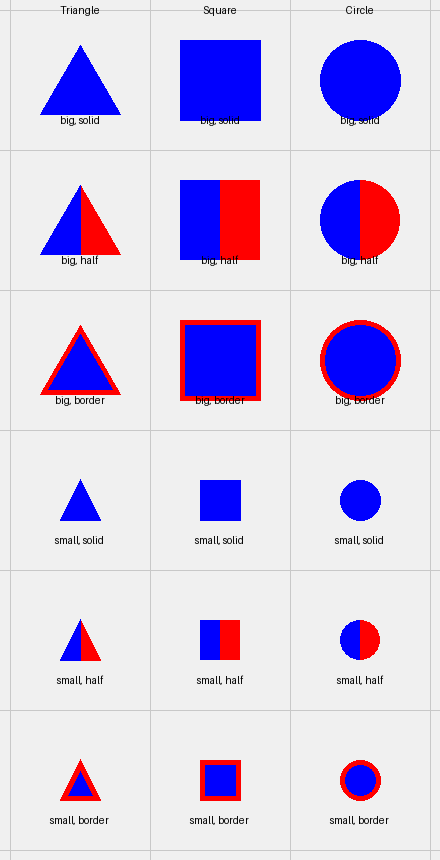 Triangle Square Circle
big, solid big, solid big, solid
big, half big, half big, half
big, border big, border big, border
small, solid small, solid small, solid
small, half small, half small, half
small, border small, border small, border